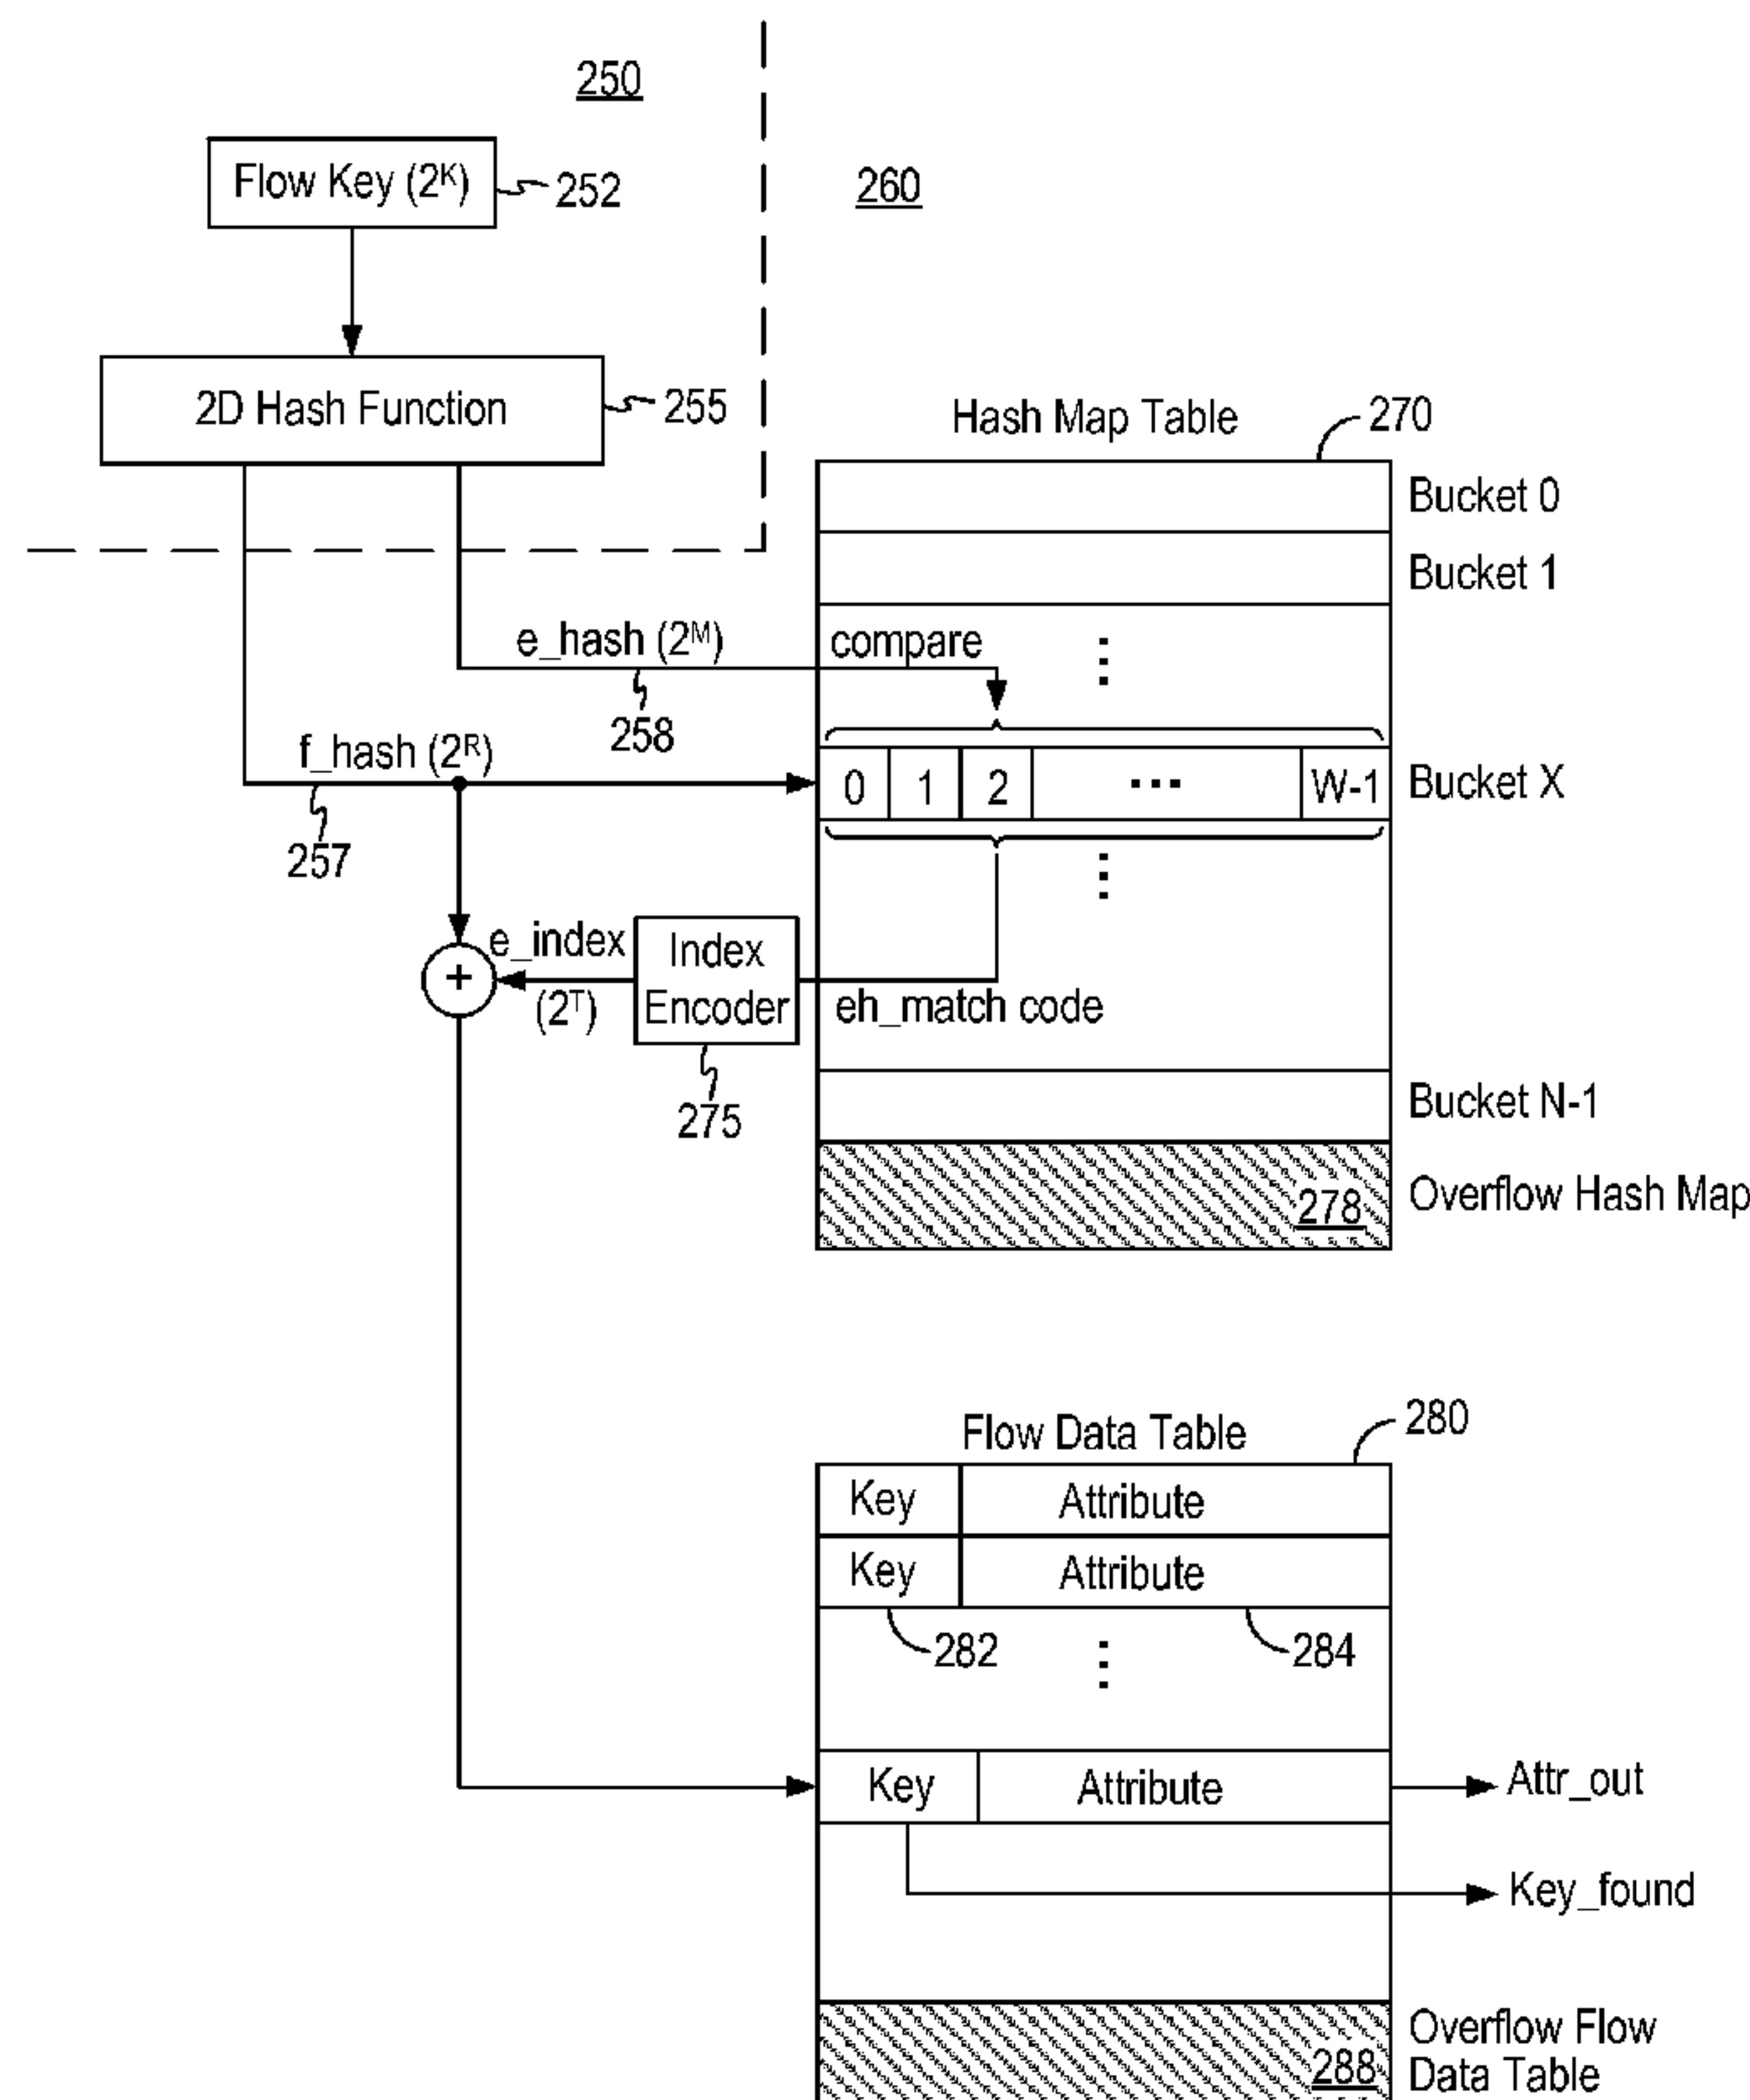 250
Flow Key (2ᴷ)
252
260
2D Hash Function
255
Hash Map Table
270
Bucket 0
Bucket 1
e_hash (2ᴹ)
compare
258
f_hash (2ᴿ)
0 1 2 ... W-1
Bucket X
257
e_index
(2ᵀ)
Index
Encoder
+
eh_match code
275
Bucket N-1
278
Overflow Hash Map
Flow Data Table
280
Key Attribute
Key Attribute
282
284
Key Attribute
Attr_out
Key_found
288
Overflow Flow
Data Table